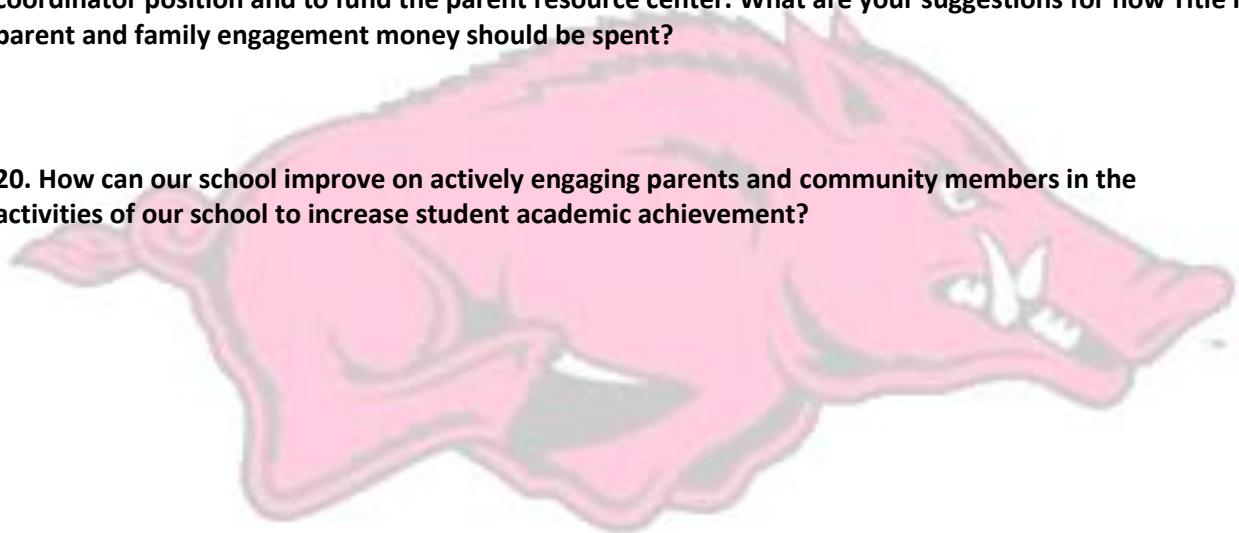 coordinator position and to fund the parent resource center. What are your suggestions for how Title I
parent and family engagement money should be spent?
20. How can our school improve on actively engaging parents and community members in the
activities of our school to increase student academic achievement?